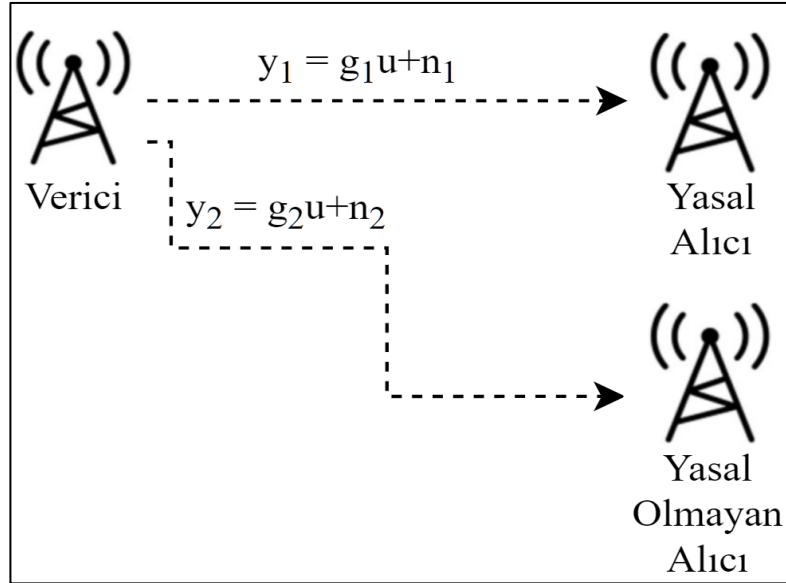 y1 = g1u+n1
Verici
y2 = g2u+n2
Yasal
Alıcı
Yasal
Olmayan
Alıcı